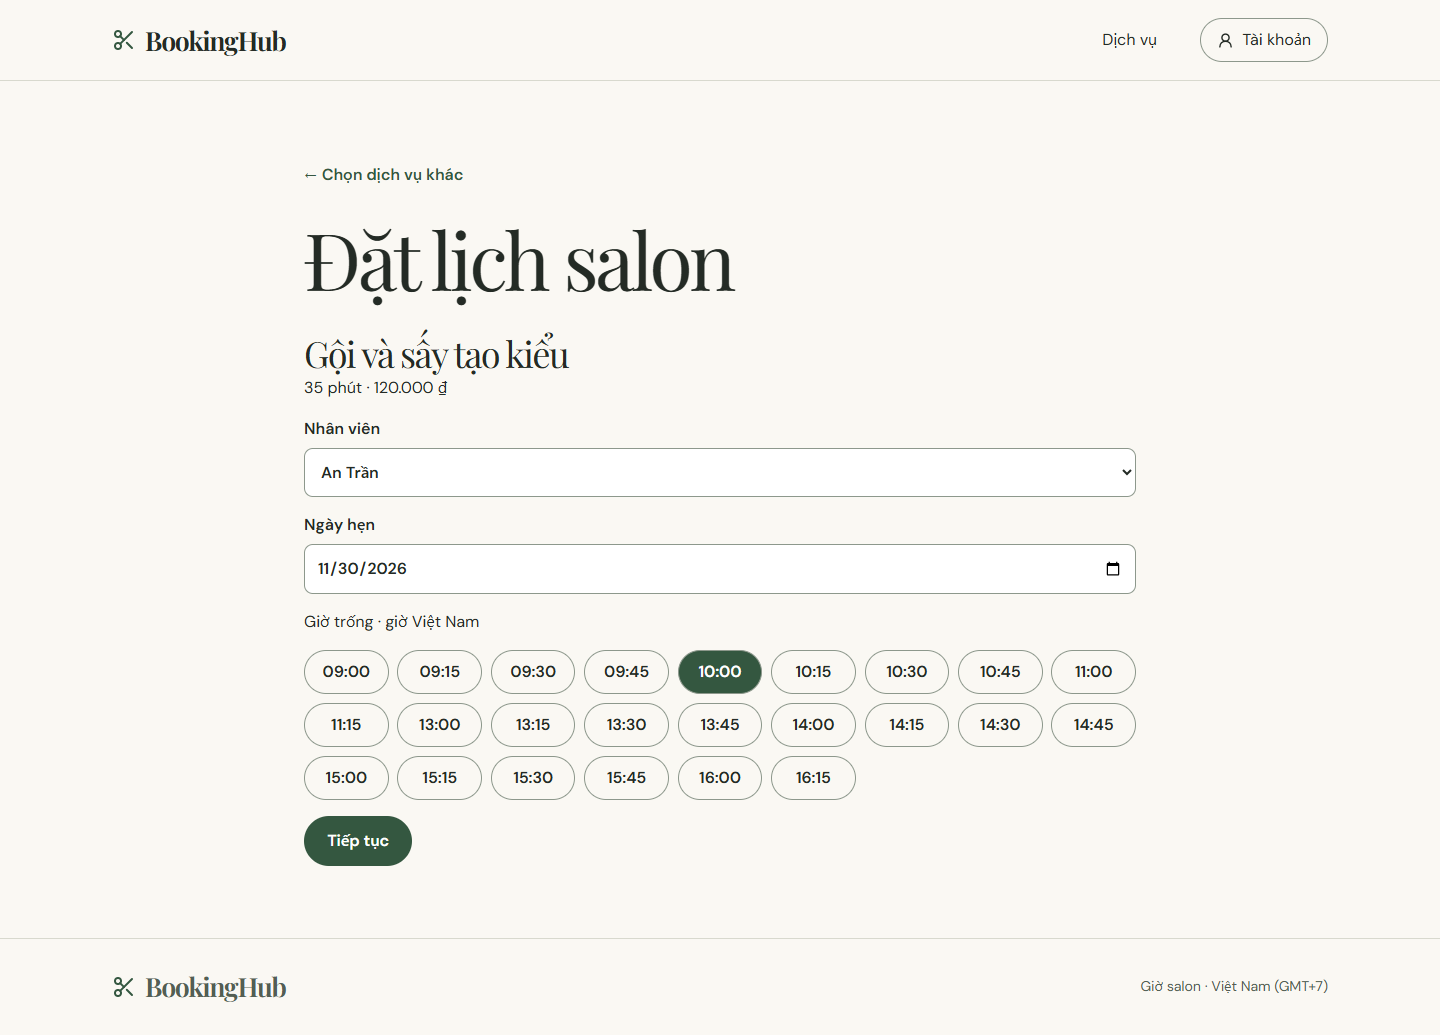 BookingHub
Dịch vụ
Tài khoản
← Chọn dịch vụ khác
Đặt lịch salon
Gội và sấy tạo kiểu
35 phút · 120.000 ₫
Nhân viên
An Trần
Ngày hẹn
11/30/2026
Giờ trống · giờ Việt Nam
09:00 09:15 09:30 09:45 10:00 10:15 10:30 10:45 11:00
11:15 13:00 13:15 13:30 13:45 14:00 14:15 14:30 14:45
15:00 15:15 15:30 15:45 16:00 16:15
Tiếp tục
BookingHub
Giờ salon · Việt Nam (GMT+7)